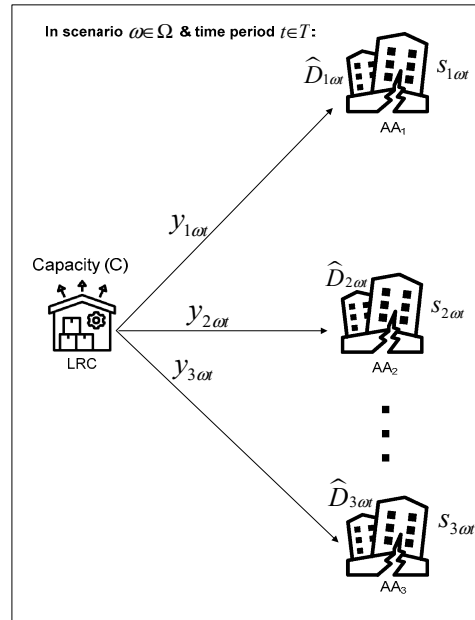 In scenario ω∈Ω & time period t∈T:
D̂₁ωt
s₁ωt
AA₁
y₁ωt
Capacity (C)
LRC
y₂ωt
D̂₂ωt
s₂ωt
AA₂
y₃ωt
D̂₃ωt
s₃ωt
AA₃